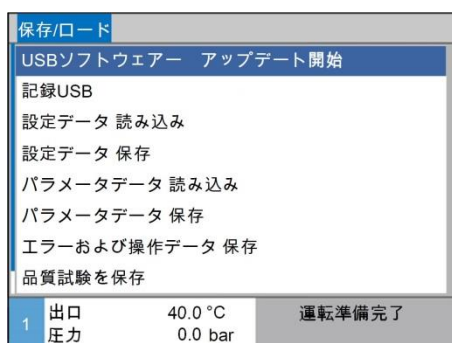 保存/ロード
USBソフトウェアー　アップデート開始
記録USB
設定データ 読み込み
設定データ 保存
パラメータデータ 読み込み
パラメータデータ 保存
エラーおよび操作データ 保存
品質試験を保存
1 出口 40.0 °C 運転準備完了
圧力 0.0 bar